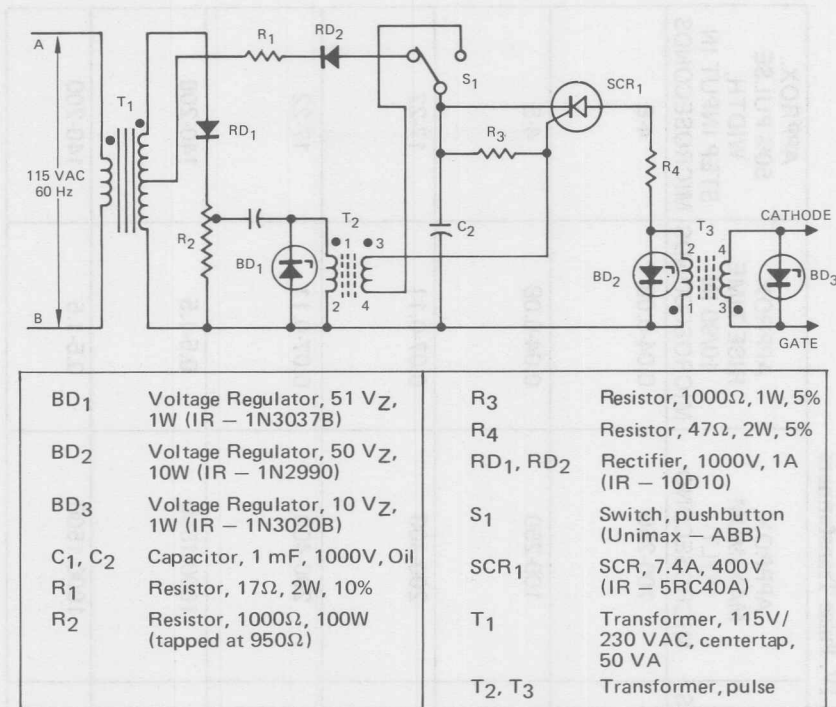 A
T1
115 VAC
60 Hz
B
R1
RD2
S1
SCR1
RD1
R3
R4
R2
BD1
T2
1
3
2
4
C2
BD2
T3
2
4
1
3
CATHODE
BD3
GATE
BD1 Voltage Regulator, 51 VZ,
1W (IR – 1N3037B)
BD2 Voltage Regulator, 50 VZ,
10W (IR – 1N2990)
BD3 Voltage Regulator, 10 VZ,
1W (IR – 1N3020B)
C1, C2 Capacitor, 1 mF, 1000V, Oil
R1 Resistor, 17Ω, 2W, 10%
R2 Resistor, 1000Ω, 100W
(tapped at 950Ω)
R3 Resistor, 1000Ω, 1W, 5%
R4 Resistor, 47Ω, 2W, 5%
RD1, RD2 Rectifier, 1000V, 1A
(IR – 10D10)
S1 Switch, pushbutton
(Unimax – ABB)
SCR1 SCR, 7.4A, 400V
(IR – 5RC40A)
T1 Transformer, 115V/
230 VAC, centertap,
50 VA
T2, T3 Transformer, pulse